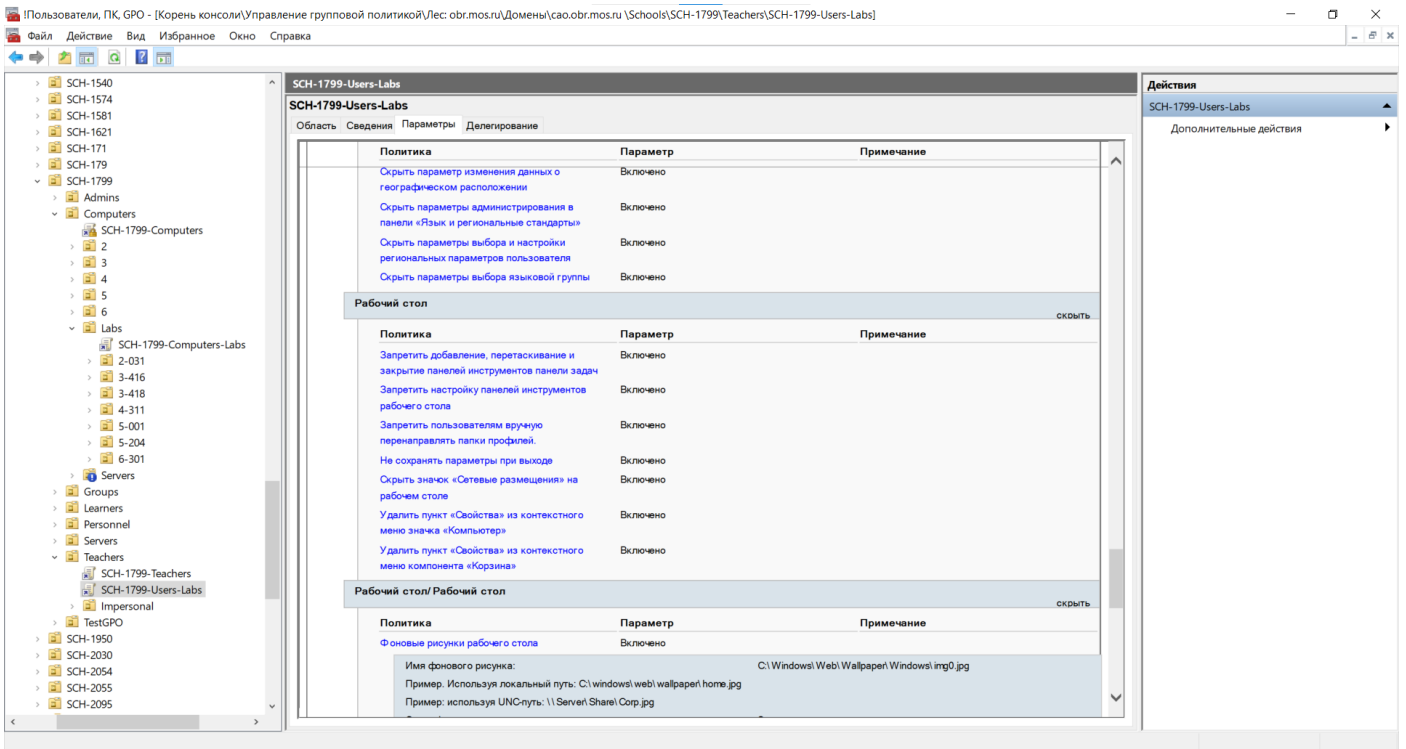 !Пользователи, ПК, GPO - [Корень консоли\Управление групповой политикой\Лес: obr.mos.ru\Домены\cao.obr.mos.ru \Schools\SCH-1799\Teachers\SCH-1799-Users-Labs]
Файл Действие Вид Избранное Окно Справка
SCH-1540
SCH-1574
SCH-1581
SCH-1621
SCH-171
SCH-179
SCH-1799
Admins
Computers
SCH-1799-Computers
2
3
4
5
6
Labs
SCH-1799-Computers-Labs
2-031
3-416
3-418
4-311
5-001
5-204
6-301
Servers
Groups
Learners
Personnel
Servers
Teachers
SCH-1799-Teachers
SCH-1799-Users-Labs
Impersonal
TestGPO
SCH-1950
SCH-2030
SCH-2054
SCH-2055
SCH-2095
SCH-1799-Users-Labs
SCH-1799-Users-Labs
Область Сведения Параметры Делегирование
Политика Параметр Примечание
Скрыть параметр изменения данных о Включено
географическом расположении
Скрыть параметры администрирования в Включено
панели «Язык и региональные стандарты»
Скрыть параметры выбора и настройки Включено
региональных параметров пользователя
Скрыть параметры выбора языковой группы Включено
Рабочий стол
скрыть
Политика Параметр Примечание
Запретить добавление, перетаскивание и Включено
закрытие панелей инструментов панели задач
Запретить настройку панелей инструментов Включено
рабочего стола
Запретить пользователям вручную Включено
перенаправлять папки профилей.
Не сохранять параметры при выходе Включено
Скрыть значок «Сетевые размещения» на Включено
рабочем столе
Удалить пункт «Свойства» из контекстного Включено
меню значка «Компьютер»
Удалить пункт «Свойства» из контекстного Включено
меню компонента «Корзина»
Рабочий стол/Рабочий стол
скрыть
Политика Параметр Примечание
Фоновые рисунки рабочего стола Включено
Имя фонового рисунка: C:\Windows\Web\Wallpaper\Windows\img0.jpg
Пример. Используя локальный путь: C:\windows\web\wallpaper\home.jpg
Пример: используя UNC-путь: \\Server\Share\Corp.jpg
Действия
SCH-1799-Users-Labs
Дополнительные действия